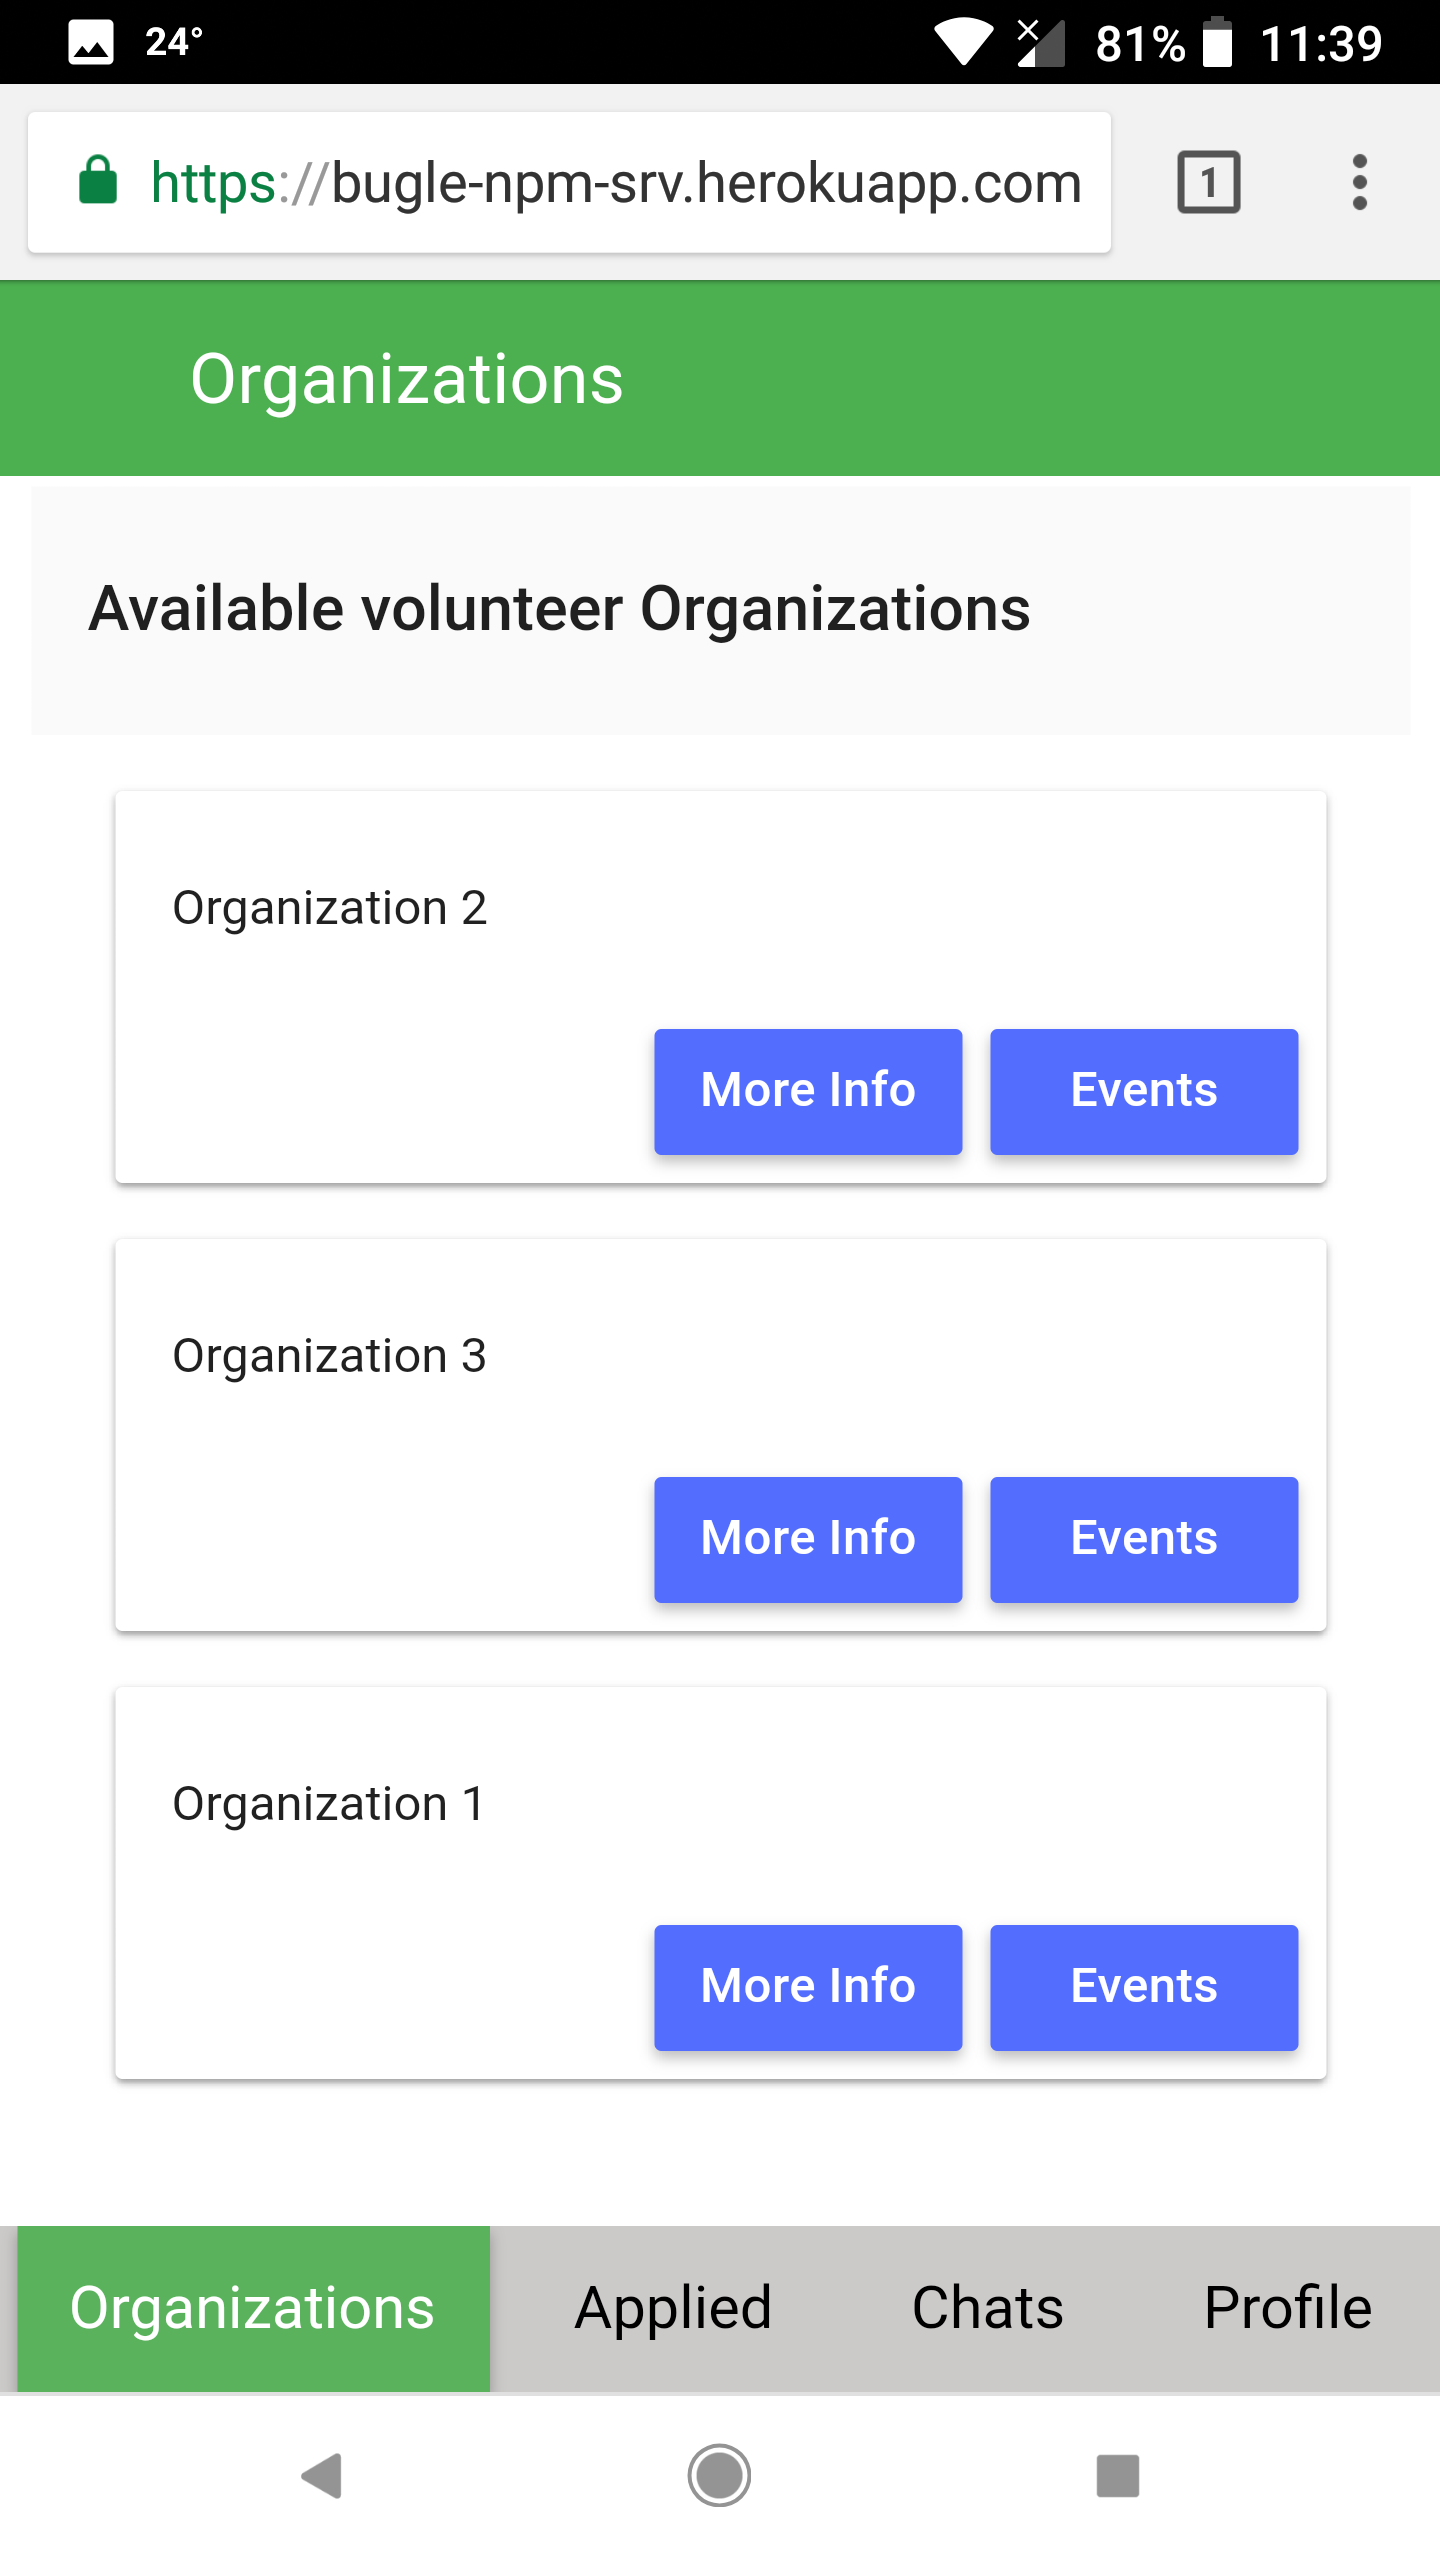 24° 81% 11:39
https://bugle-npm-srv.herokuapp.com 1
Organizations
Available volunteer Organizations
Organization 2
More Info Events
Organization 3
More Info Events
Organization 1
More Info Events
Organizations Applied Chats Profile